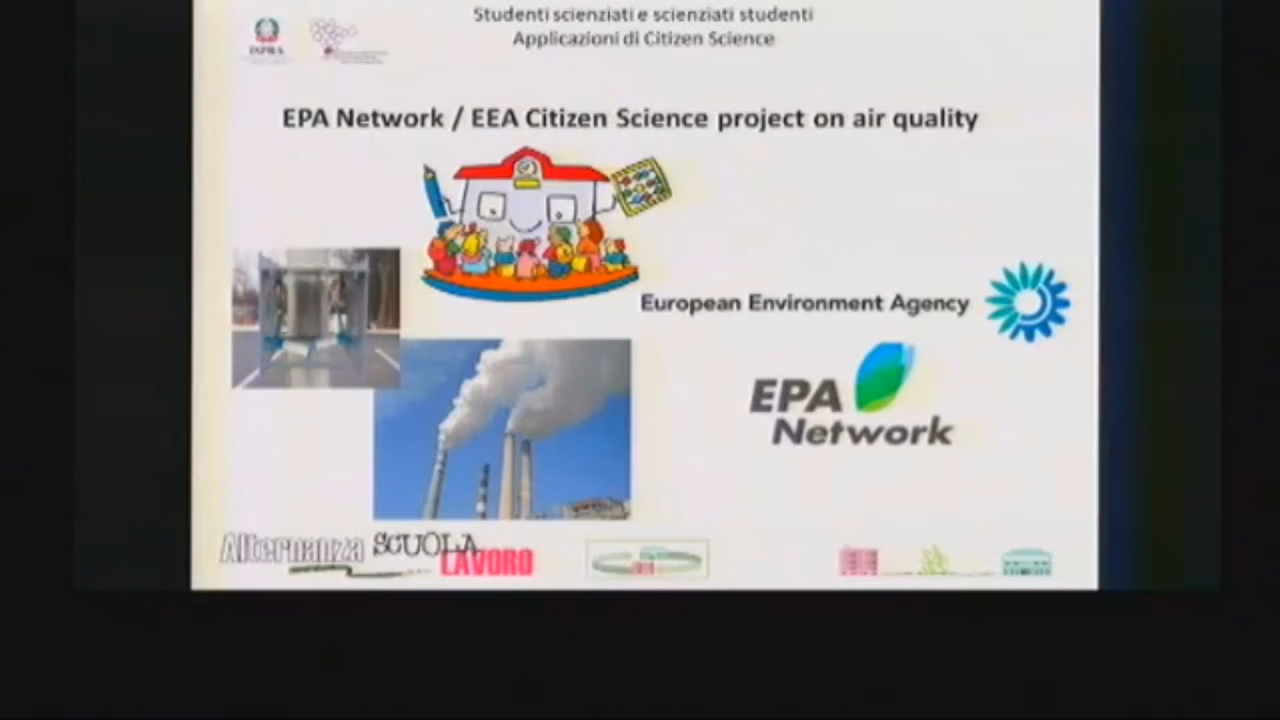 Studenti scienziati e scienziati studenti
Applicazioni di Citizen Science
ISPRA
EPA Network / EEA Citizen Science project on air quality
European Environment Agency
EPA
Network
Alternanza SCUOLA
LAVORO